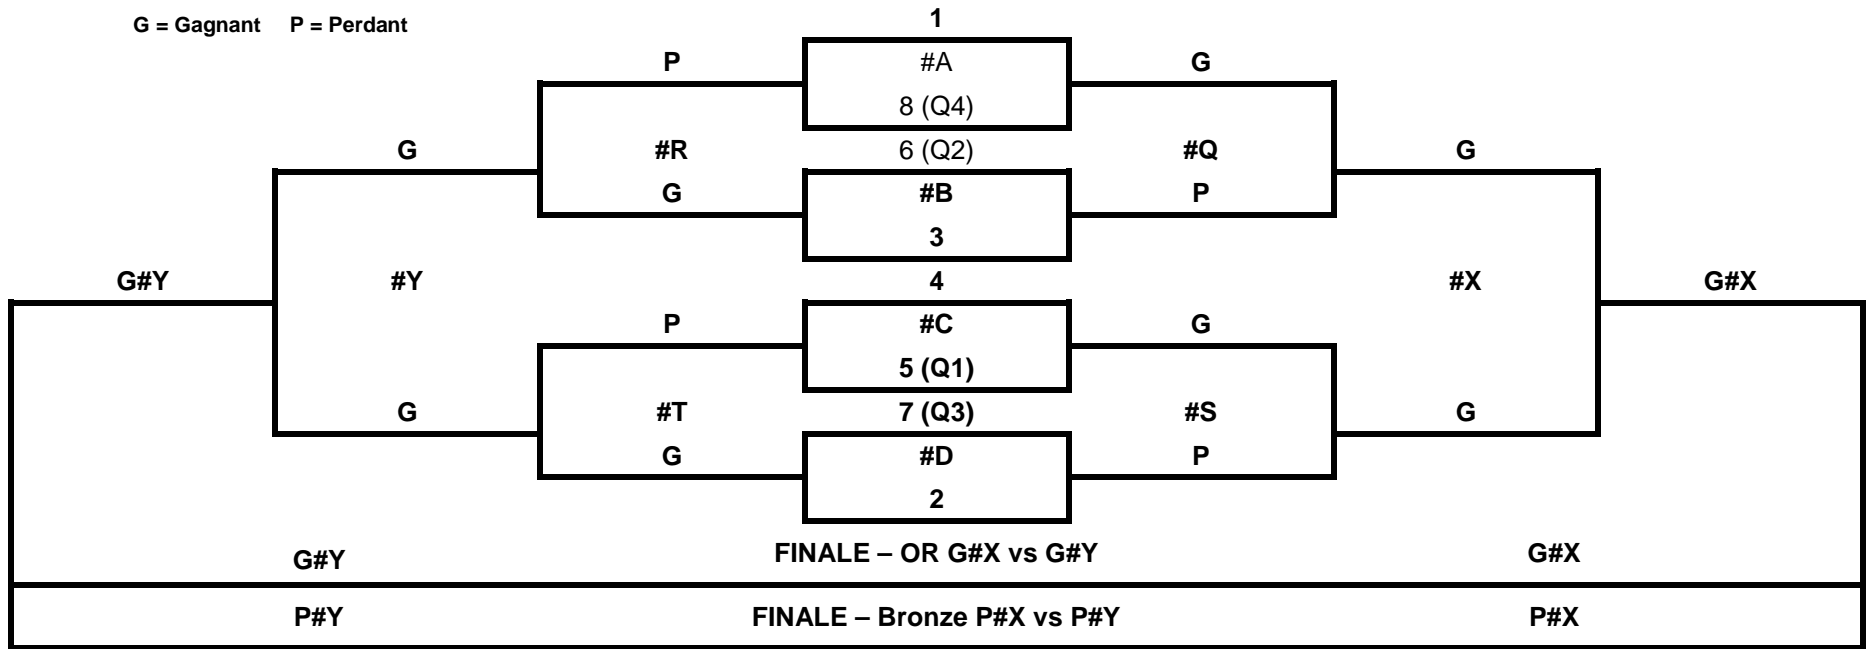 G = Gagnant P = Perdant
1
P #A G
8 (Q4)
G #R 6 (Q2) #Q G
G #B P
3
G#Y #Y 4 #X G#X
P #C G
5 (Q1)
G #T 7 (Q3) #S G
G #D P
2
G#Y FINALE – OR G#X vs G#Y G#X
P#Y FINALE – Bronze P#X vs P#Y P#X